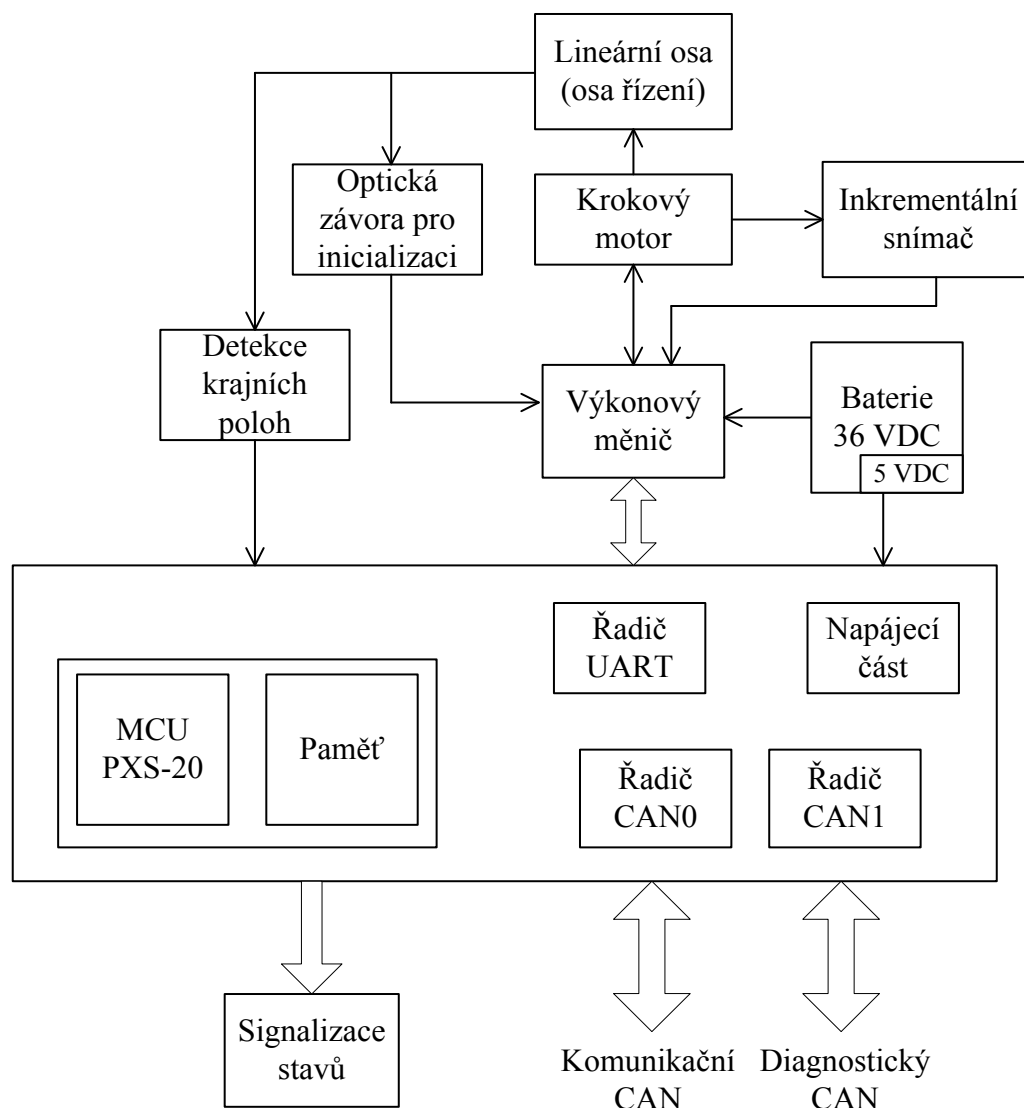 Lineární osa
(osa řízení)
Optická
závora pro
inicializaci
Krokový
motor
Inkrementální
snímač
Detekce
krajních
poloh
Výkonový
měnič
Baterie
36 VDC
5 VDC
Řadič
UART
Napájecí
část
MCU
PXS-20
Paměť
Řadič
CAN0
Řadič
CAN1
Signalizace
stavů
Komunikační
CAN
Diagnostický
CAN